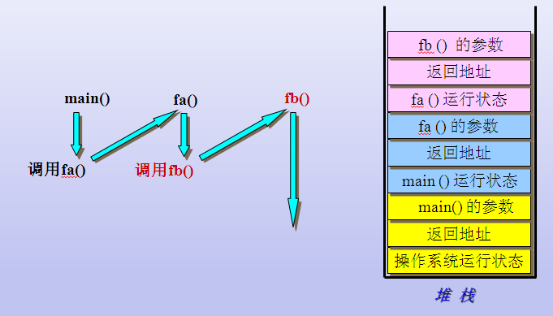 main()
fa()
fb()
调用fa()
调用fb()
fb () 的参数
返回地址
fa () 运行状态
fa () 的参数
返回地址
main () 运行状态
main() 的参数
返回地址
操作系统运行状态
堆 栈